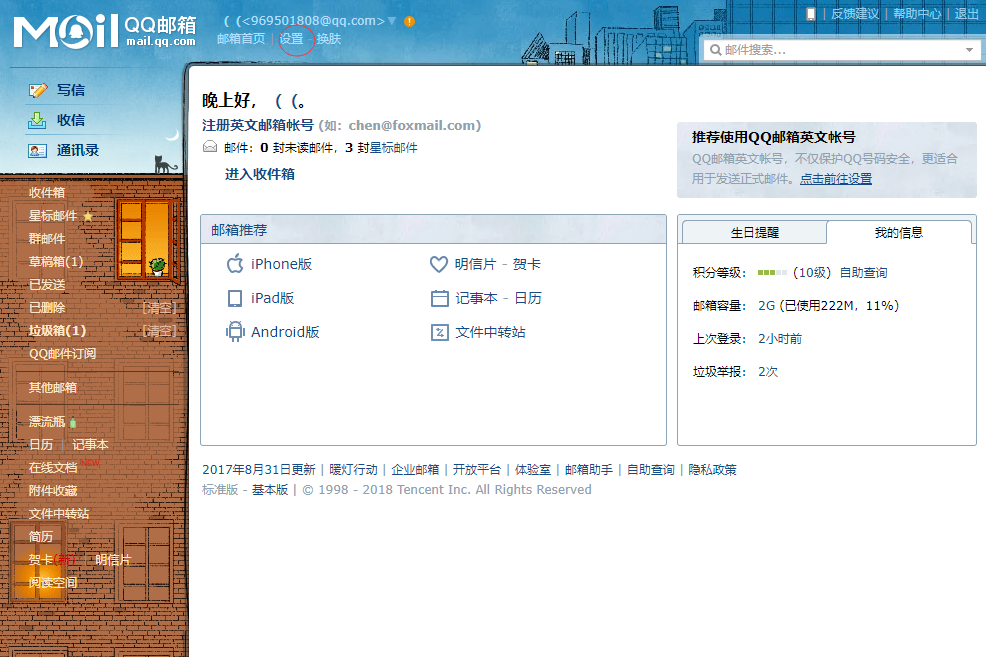 Mail QQ邮箱 mail.qq.com
( (<969501808@qq.com>
邮箱首页 | 设置 - 换肤
反馈建议 | 帮助中心 | 退出
邮件搜索...
写信
收信
通讯录
收件箱
星标邮件
群邮件
草稿箱(1)
已发送
已删除 [清空]
垃圾箱(1) [清空]
QQ邮件订阅
其他邮箱
漂流瓶
日历 | 记事本
在线文档 NEW
附件收藏
文件中转站
简历
贺卡 | 明信片
阅读空间
晚上好， ( (。
注册英文邮箱帐号 (如: chen@foxmail.com)
邮件: 0 封未读邮件, 3 封星标邮件
进入收件箱
推荐使用QQ邮箱英文帐号
QQ邮箱英文帐号，不仅保护QQ号码安全，更适合
用于发送正式邮件。点击前往设置
邮箱推荐
iPhone版
明信片 - 贺卡
iPad版
记事本 - 日历
Android版
文件中转站
生日提醒
我的信息
积分等级: (10级) 自助查询
邮箱容量: 2G (已使用222M, 11%)
上次登录: 2小时前
垃圾举报: 2次
2017年8月31日更新 | 暖灯行动 | 企业邮箱 | 开放平台 | 体验室 | 邮箱助手 | 自助查询 | 隐私政策
标准版 - 基本版 | © 1998 - 2018 Tencent Inc. All Rights Reserved